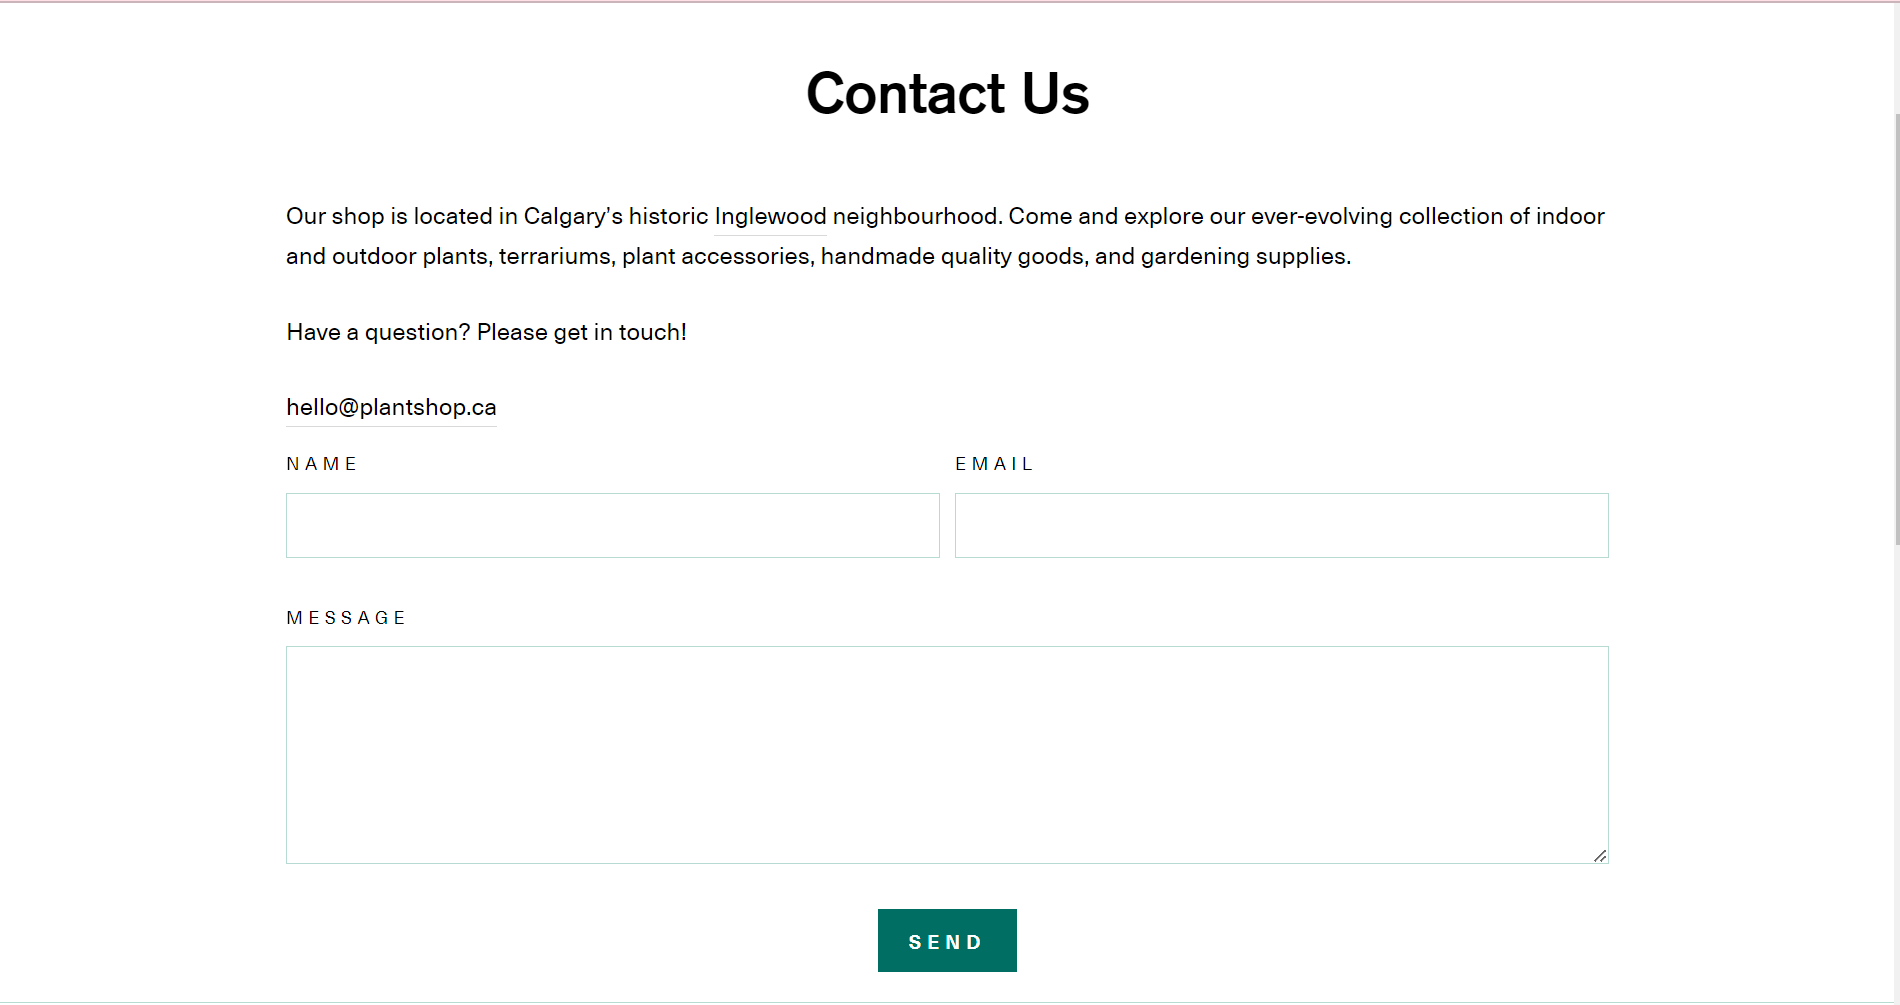 Contact Us
Our shop is located in Calgary’s historic Inglewood neighbourhood. Come and explore our ever-evolving collection of indoor
and outdoor plants, terrariums, plant accessories, handmade quality goods, and gardening supplies.
Have a question? Please get in touch!
hello@plantshop.ca
NAME
EMAIL
MESSAGE
SEND